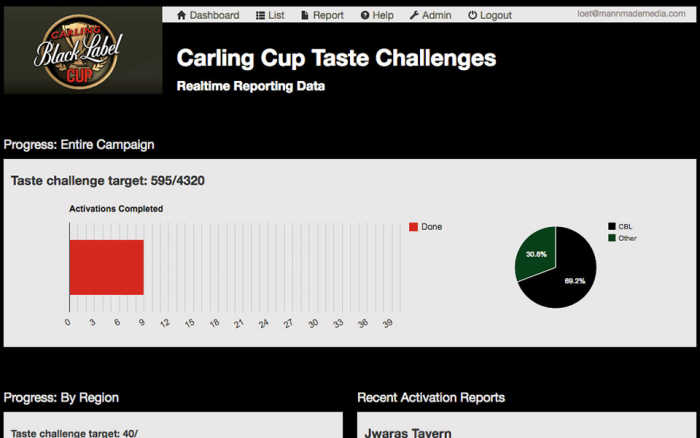 Dashboard List Report Help Admin Logout loet@mannmademedia.com
CARLING
Black Label
CUP
Carling Cup Taste Challenges
Realtime Reporting Data
Progress: Entire Campaign
Taste challenge target: 595/4320
Activations Completed
Done
CBL
Other
30.8%
69.2%
0 3 6 9 12 15 18 21 24 27 30 33 36 39
Progress: By Region
Recent Activation Reports
Taste challenge target: 40/
Jwaras Tavern